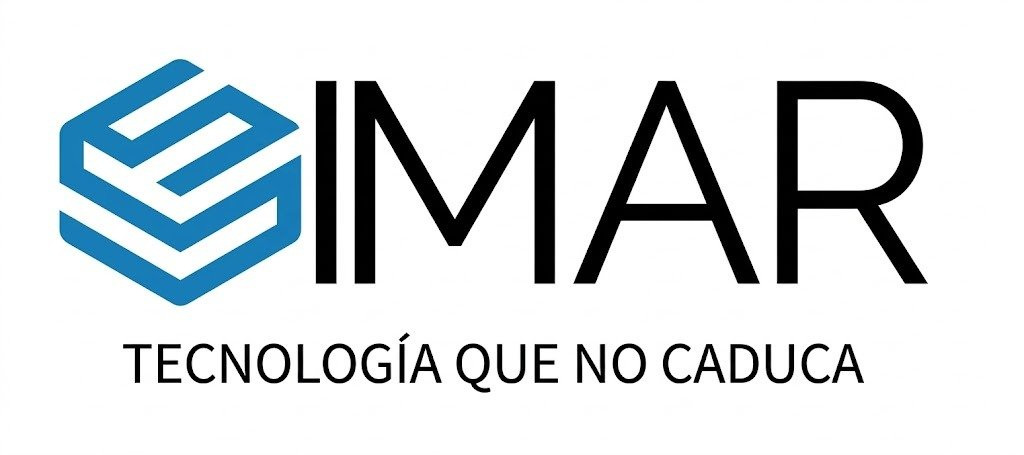 SIMAR
TECNOLOGÍA QUE NO CADUCA